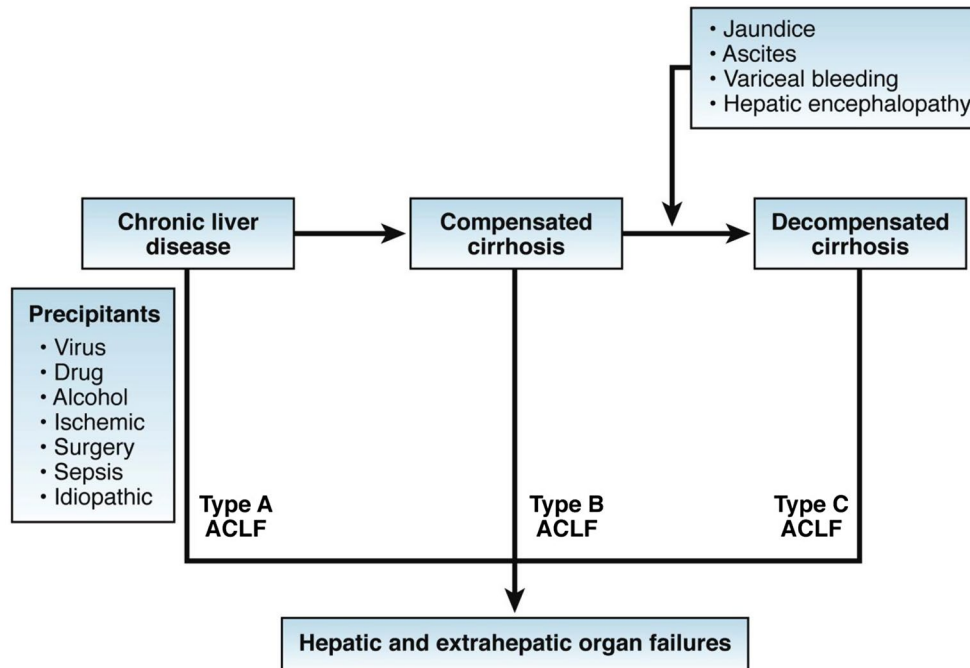 • Jaundice
• Ascites
• Variceal bleeding
• Hepatic encephalopathy
Chronic liver
disease
Compensated
cirrhosis
Decompensated
cirrhosis
Precipitants
• Virus
• Drug
• Alcohol
• Ischemic
• Surgery
• Sepsis
• Idiopathic
Type A
ACLF
Type B
ACLF
Type C
ACLF
Hepatic and extrahepatic organ failures